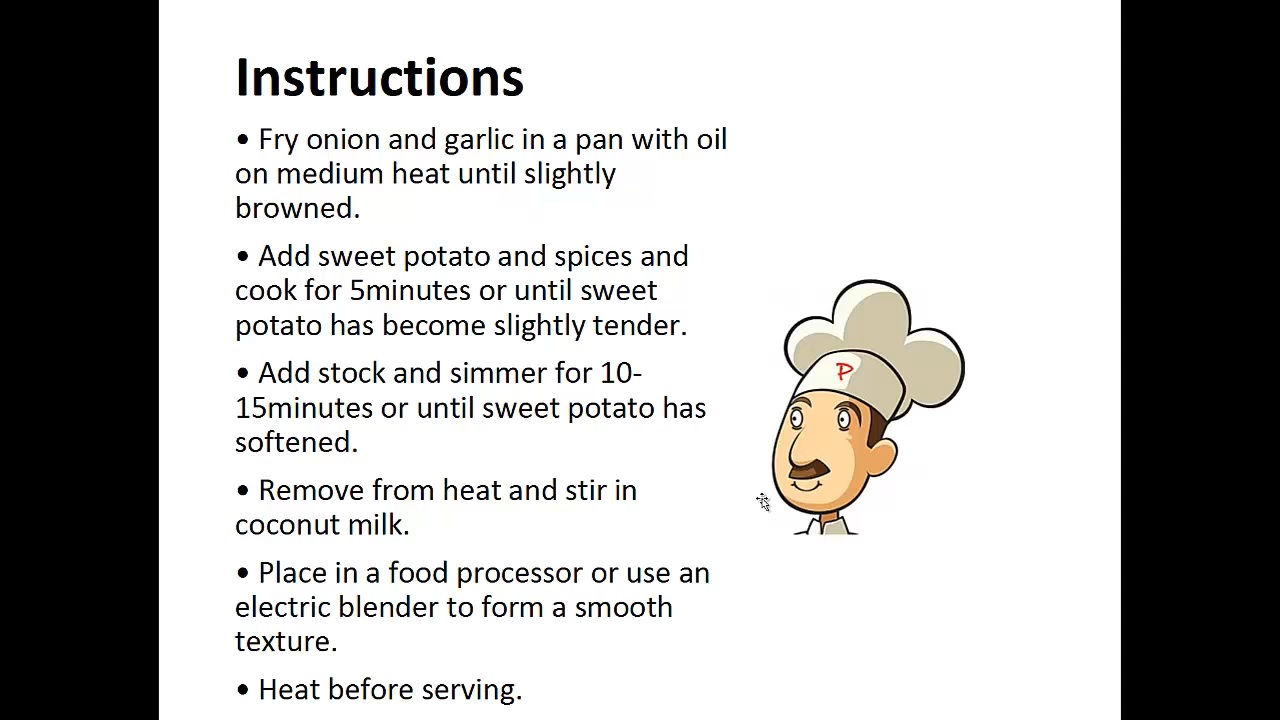 Instructions
• Fry onion and garlic in a pan with oil
on medium heat until slightly
browned.
• Add sweet potato and spices and
cook for 5minutes or until sweet
potato has become slightly tender.
• Add stock and simmer for 10-
15minutes or until sweet potato has
softened.
• Remove from heat and stir in
coconut milk.
• Place in a food processor or use an
electric blender to form a smooth
texture.
• Heat before serving.
P